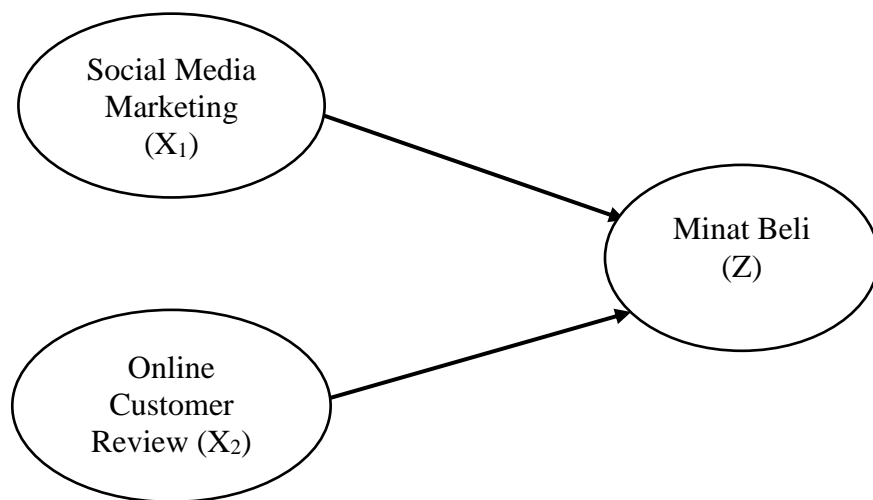 Social Media
Marketing
(X₁)
Minat Beli
(Z)
Online
Customer
Review (X₂)